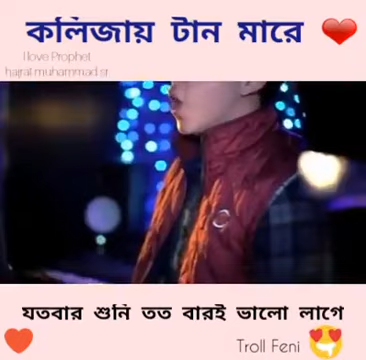 কলিজায় টান মারে
I love Prophet
hajrat muhammad sr
যতবার শুনি তত বারই ভালো লাগে
Troll Feni